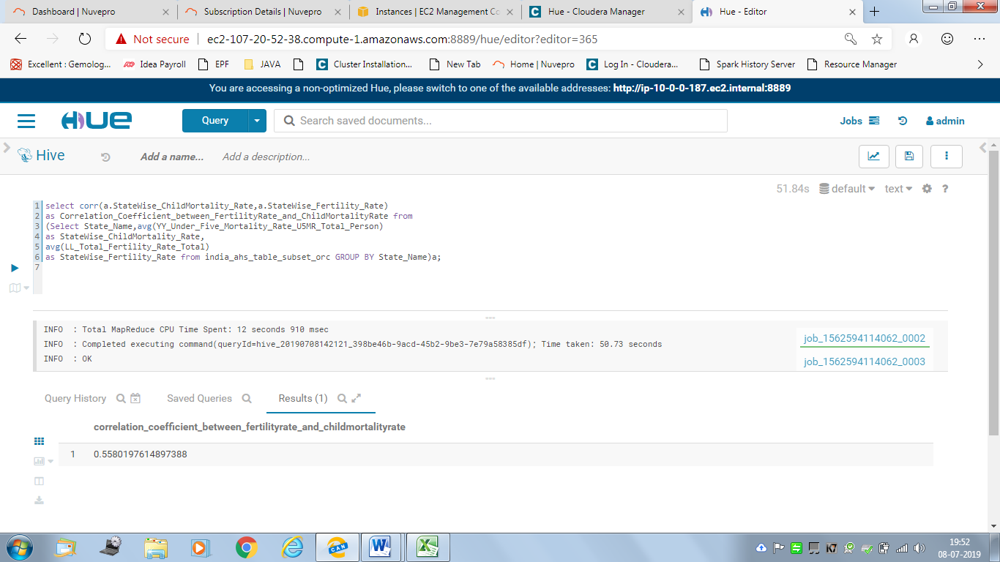 Dashboard | Nuvepro
Subscription Details | Nuvepro
Instances | EC2 Management Co
Hue - Cloudera Manager
Hue - Editor
Not secure
ec2-107-20-52-38.compute-1.amazonaws.com:8889/hue/editor?editor=365
Excellent : Gemolog...
Idea Payroll
EPF
JAVA
Cluster Installation...
New Tab
Home | Nuvepro
Log In - Cloudera...
Spark History Server
Resource Manager
You are accessing a non-optimized Hue, please switch to one of the available addresses: http://ip-10-0-0-187.ec2.internal:8889
HUE
Query
Search saved documents...
Jobs
admin
Hive
Add a name...
Add a description...
51.84s
default
text
?
1 select corr(a.StateWise_ChildMortality_Rate,a.StateWise_Fertility_Rate)
2 as Correlation_Coefficient_between_FertilityRate_and_ChildMortalityRate from
3 (Select State_Name,avg(YY_Under_Five_Mortality_Rate_U5MR_Total_Person)
4 as StateWise_ChildMortality_Rate,
5 avg(LL_Total_Fertility_Rate_Total)
6 as StateWise_Fertility_Rate from india_ahs_table_subset_orc GROUP BY State_Name)a;
7
INFO : Total MapReduce CPU Time Spent: 12 seconds 910 msec
INFO : Completed executing command(queryId=hive_20190708142121_398be46b-9acd-45b2-9be3-7e79a58385df); Time taken: 50.73 seconds
INFO : OK
job_1562594114062_0002
job_1562594114062_0003
Query History
Saved Queries
Results (1)
correlation_coefficient_between_fertilityrate_and_childmortalityrate
1 0.5580197614897388
CAN
19:52
08-07-2019